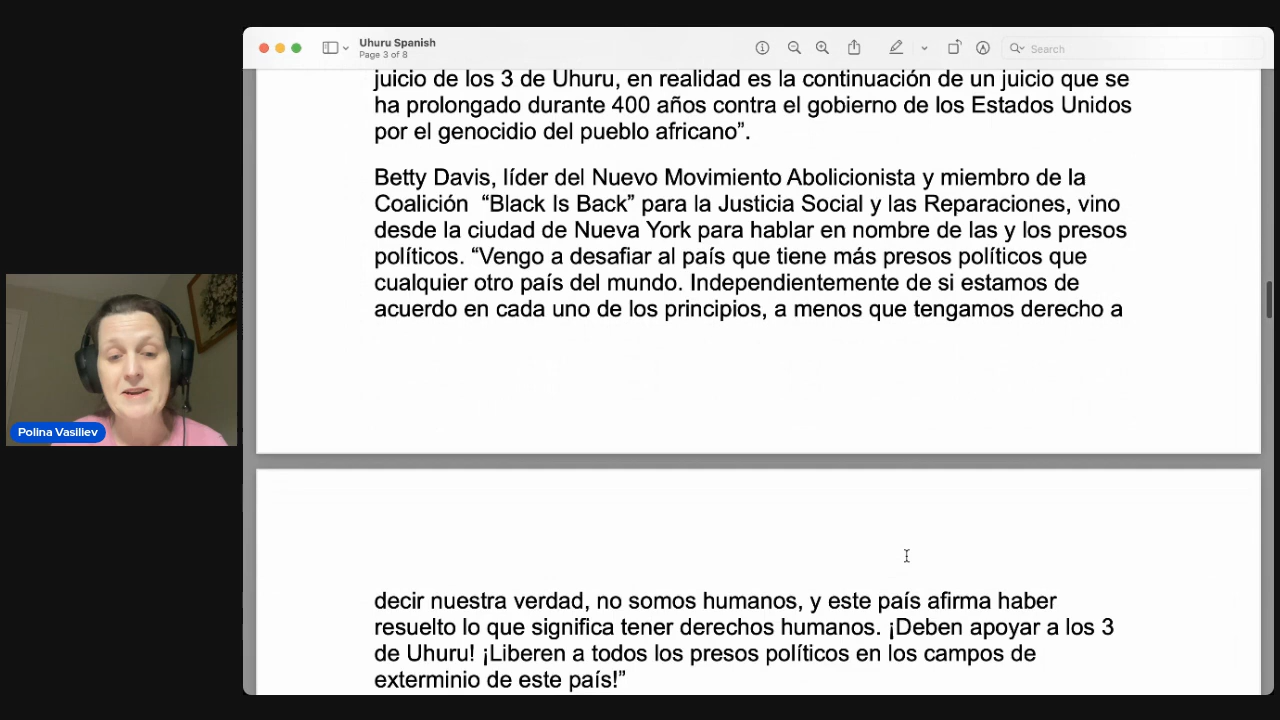 Uhuru Spanish
Page 3 of 8
Search
juicio de los 3 de Uhuru, en realidad es la continuación de un juicio que se
ha prolongado durante 400 años contra el gobierno de los Estados Unidos
por el genocidio del pueblo africano”.
Betty Davis, líder del Nuevo Movimiento Abolicionista y miembro de la
Coalición “Black Is Back” para la Justicia Social y las Reparaciones, vino
desde la ciudad de Nueva York para hablar en nombre de las y los presos
políticos. “Vengo a desafiar al país que tiene más presos políticos que
cualquier otro país del mundo. Independientemente de si estamos de
acuerdo en cada uno de los principios, a menos que tengamos derecho a
Polina Vasiliev
decir nuestra verdad, no somos humanos, y este país afirma haber
resuelto lo que significa tener derechos humanos. ¡Deben apoyar a los 3
de Uhuru! ¡Liberen a todos los presos políticos en los campos de
exterminio de este país!”